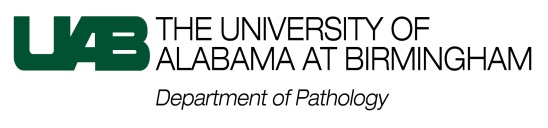 UAB THE UNIVERSITY OF
ALABAMA AT BIRMINGHAM
Department of Pathology